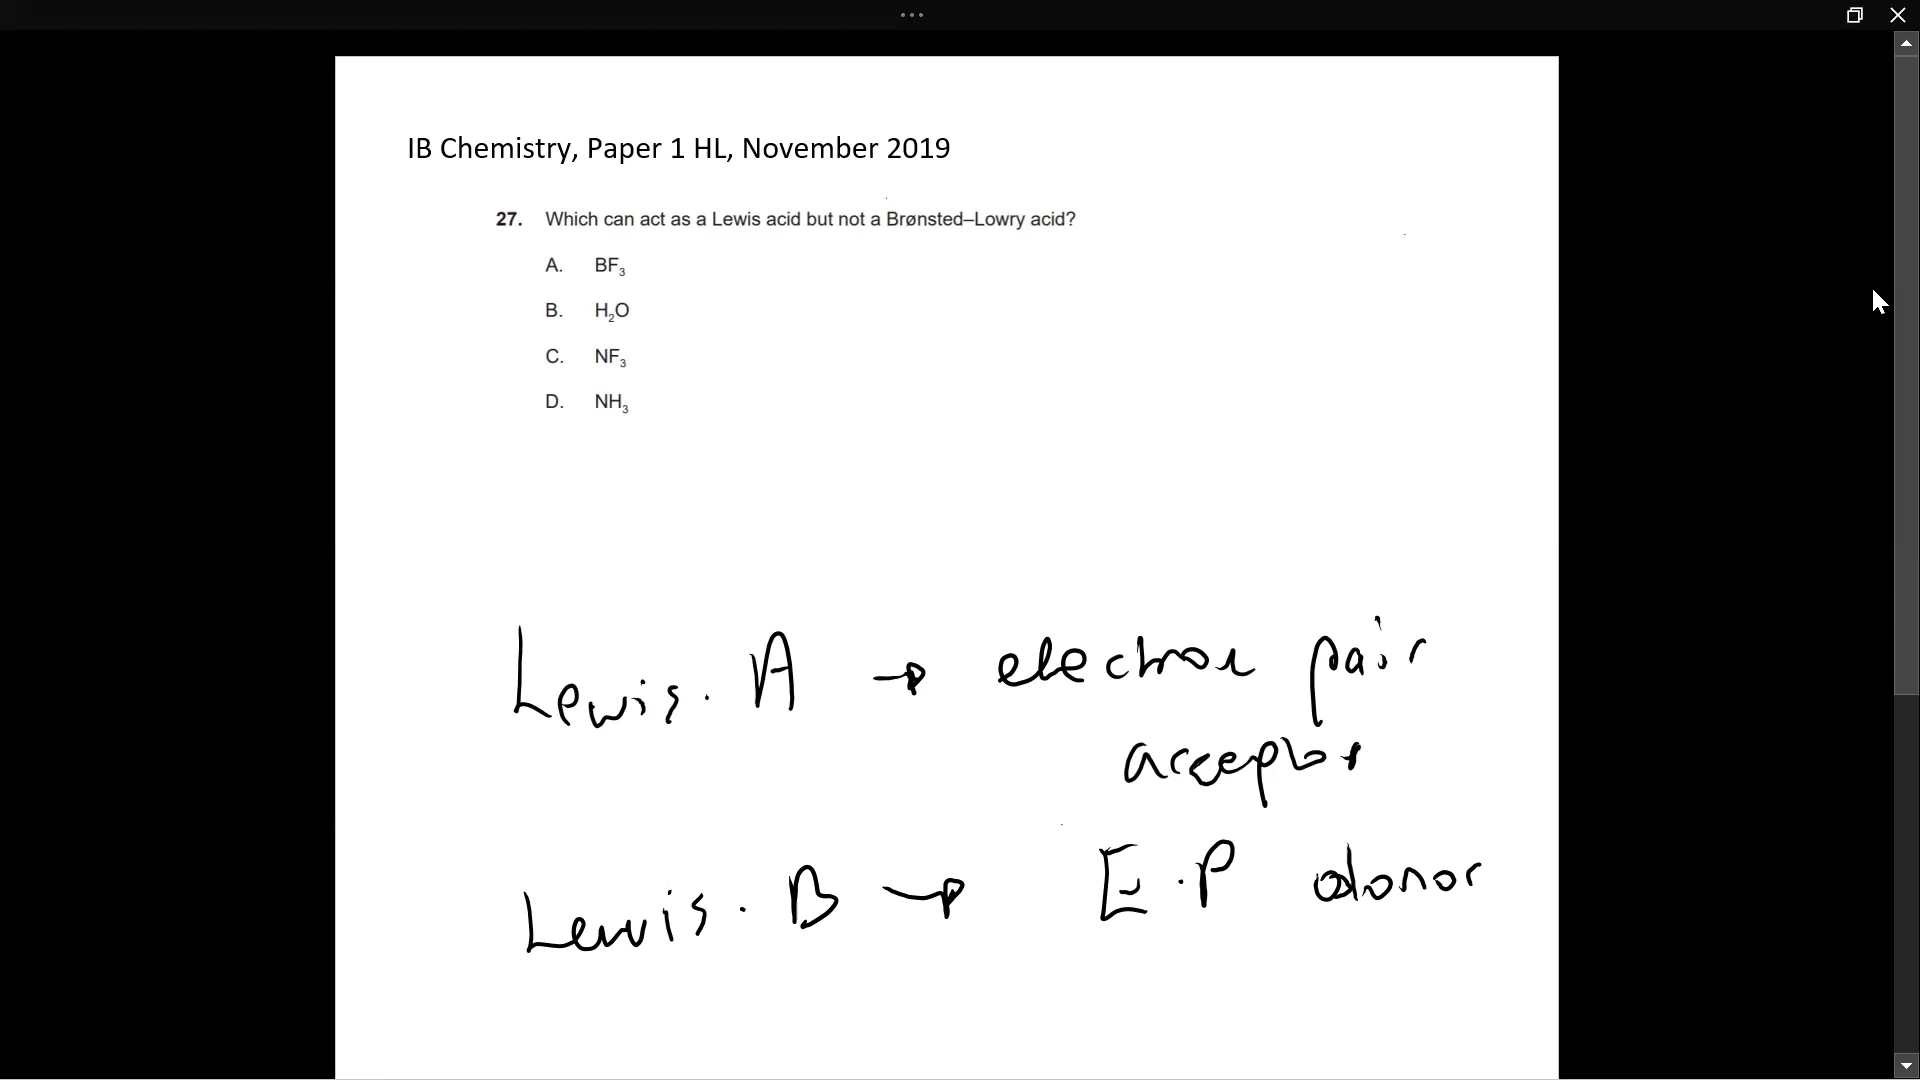 IB Chemistry, Paper 1 HL, November 2019
27. Which can act as a Lewis acid but not a Brønsted–Lowry acid?
A. BF₃
B. H₂O
C. NF₃
D. NH₃
Lewis. A → electron pair
acceptor
Lewis. B → E.P donor